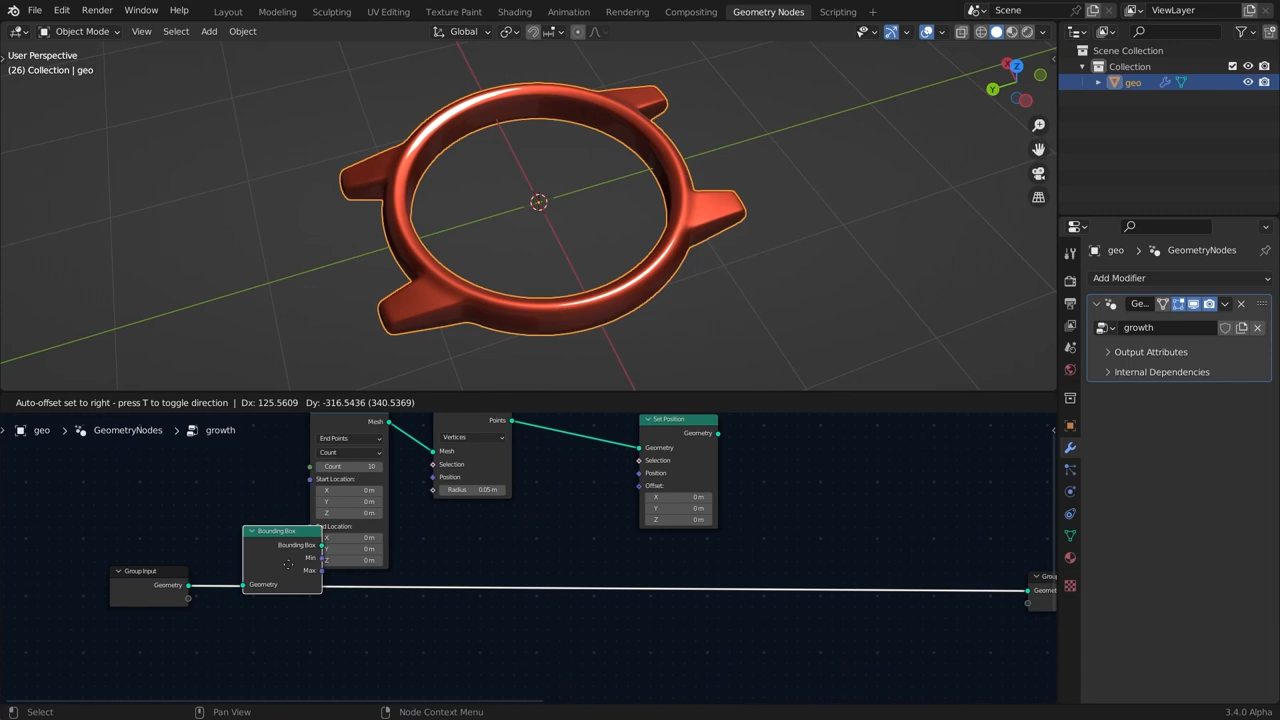 File Edit Render Window Help Layout Modeling Sculpting UV Editing Texture Paint Shading Animation Rendering Compositing Geometry Nodes Scripting + Scene ViewLayer
Object Mode View Select Add Object Global
User Perspective
(26) Collection | geo
Z
Y
Scene Collection
Collection
geo
geo GeometryNodes
Add Modifier
Ge...
growth
Output Attributes
Internal Dependencies
Auto-offset set to right - press T to toggle direction | Dx: 125.5609 Dy: -316.5436 (340.5369)
geo GeometryNodes growth
Mesh
End Points
Count
Count 10
Start Location:
X 0 m
Y 0 m
Z 0 m
End Location:
X 0 m
Y 0 m
Z 0 m
Points
Vertices
Mesh
Selection
Position
Radius 0.05 m
Set Position
Geometry
Geometry
Selection
Position
Offset:
X 0 m
Y 0 m
Z 0 m
Bounding Box
Bounding Box
Min
Max
Geometry
Group Input
Geometry
Group
Geomet
Select Pan View Node Context Menu 3.4.0 Alpha